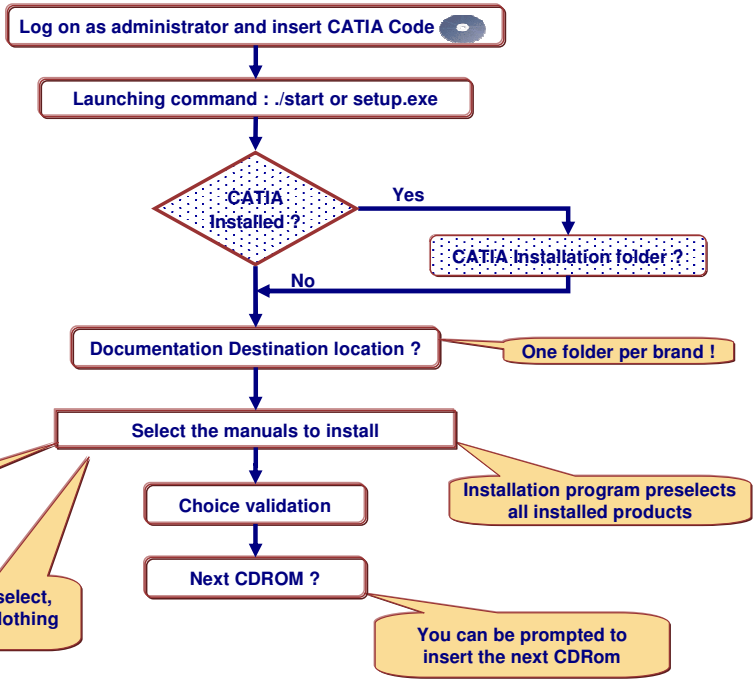 Log on as administrator and insert CATIA Code
Launching command : ./start or setup.exe
CATIA
Installed ?
Yes
CATIA Installation folder ?
No
Documentation Destination location ?
One folder per brand !
Select the manuals to install
Installation program preselects
all installed products
Choice validation
Next CDROM ?
select,
Nothing
You can be prompted to
insert the next CDRom